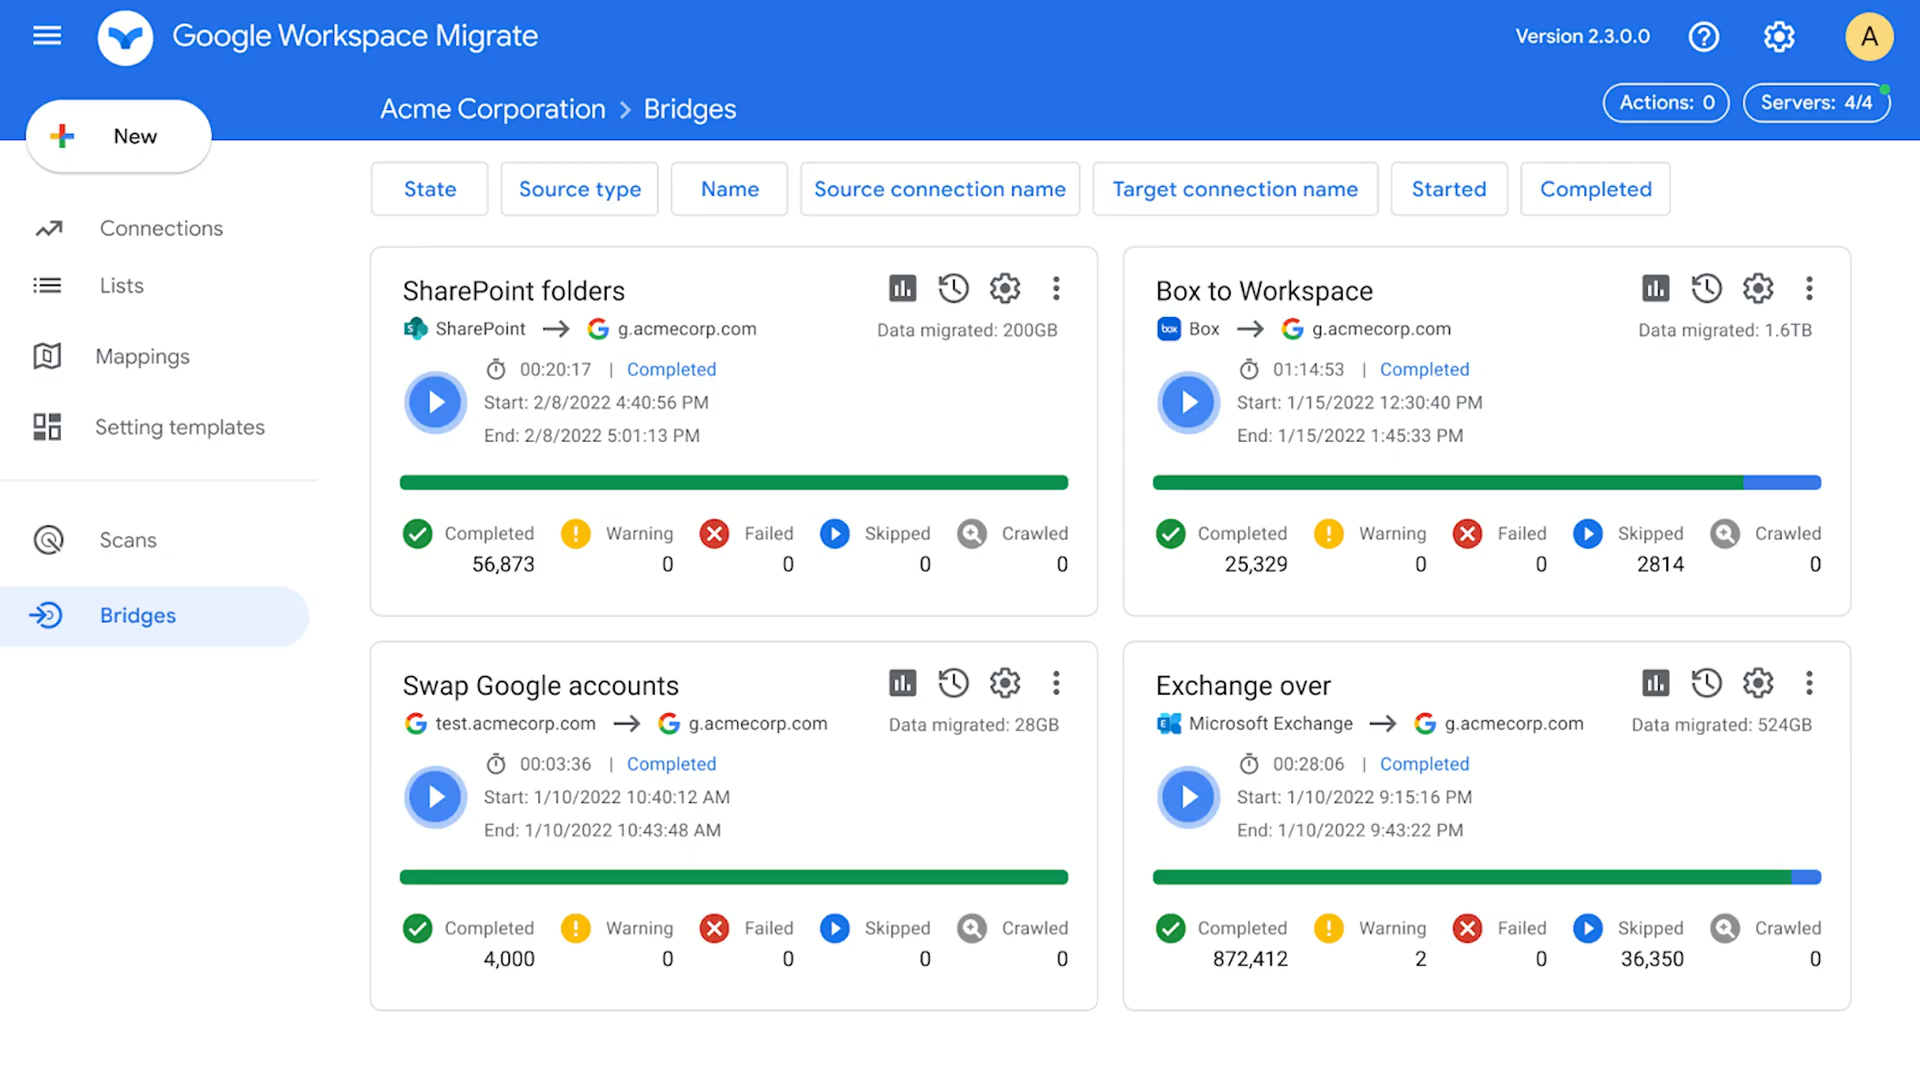 Google Workspace Migrate
Version 2.3.0.0
A
Acme Corporation > Bridges
Actions: 0
Servers: 4/4
New
Connections
Lists
Mappings
Setting templates
Scans
Bridges
State
Source type
Name
Source connection name
Target connection name
Started
Completed
SharePoint folders
SharePoint → g.acmecorp.com
Data migrated: 200GB
00:20:17 | Completed
Start: 2/8/2022 4:40:56 PM
End: 2/8/2022 5:01:13 PM
Completed Warning Failed Skipped Crawled
56,873 0 0 0 0
Box to Workspace
box Box → g.acmecorp.com
Data migrated: 1.6TB
01:14:53 | Completed
Start: 1/15/2022 12:30:40 PM
End: 1/15/2022 1:45:33 PM
Completed Warning Failed Skipped Crawled
25,329 0 0 2814 0
Swap Google accounts
test.acmecorp.com → g.acmecorp.com
Data migrated: 28GB
00:03:36 | Completed
Start: 1/10/2022 10:40:12 AM
End: 1/10/2022 10:43:48 AM
Completed Warning Failed Skipped Crawled
4,000 0 0 0 0
Exchange over
Microsoft Exchange → g.acmecorp.com
Data migrated: 524GB
00:28:06 | Completed
Start: 1/10/2022 9:15:16 PM
End: 1/10/2022 9:43:22 PM
Completed Warning Failed Skipped Crawled
872,412 2 0 36,350 0